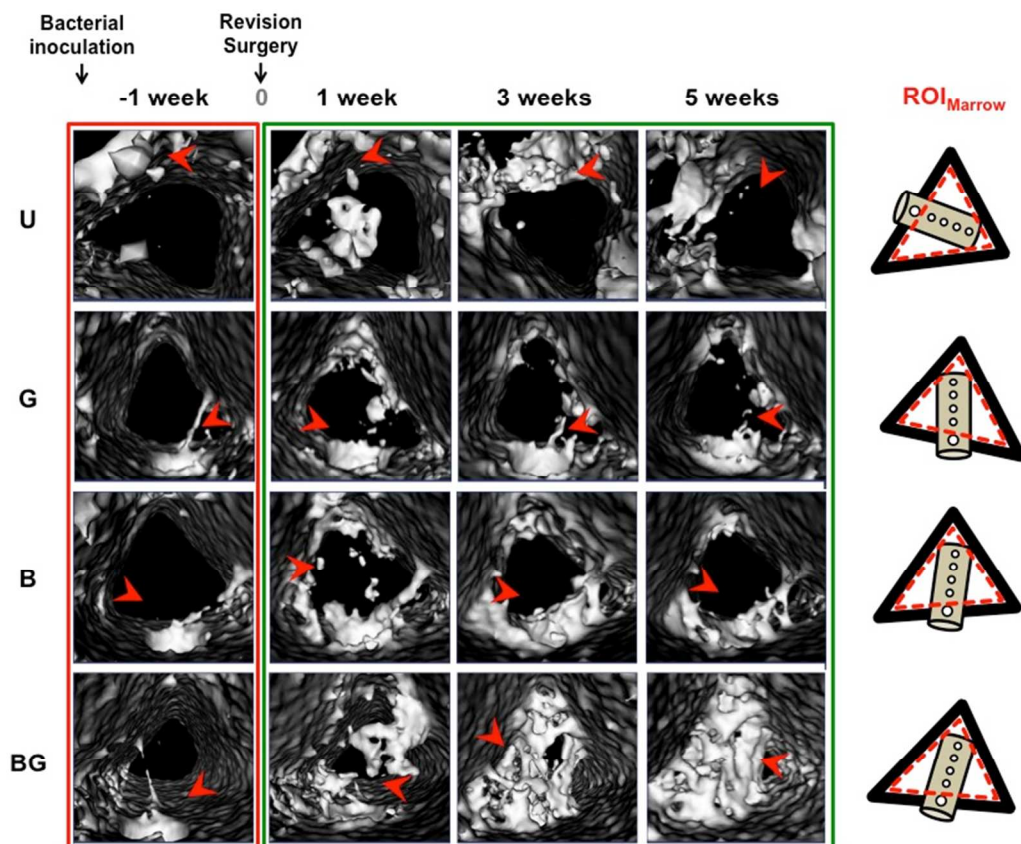 Bacterial
inoculation
Revision
Surgery
-1 week
0
1 week
3 weeks
5 weeks
ROIMarrow
U
G
B
BG